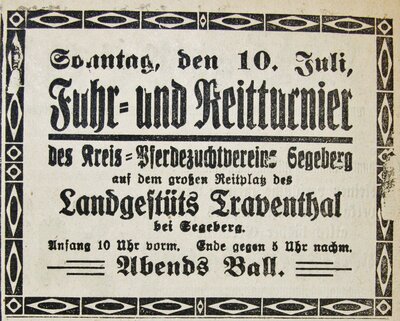 Sonntag, den 10. Juli,
Fuhr- und Reitturnier
des Kreis-Pferdezuchtvereins Segeberg
auf dem großen Reitplatz des
Landgestüts Traventhal
bei Segeberg.
Anfang 10 Uhr vorm. Ende gegen 5 Uhr nachm.
Abends Ball.